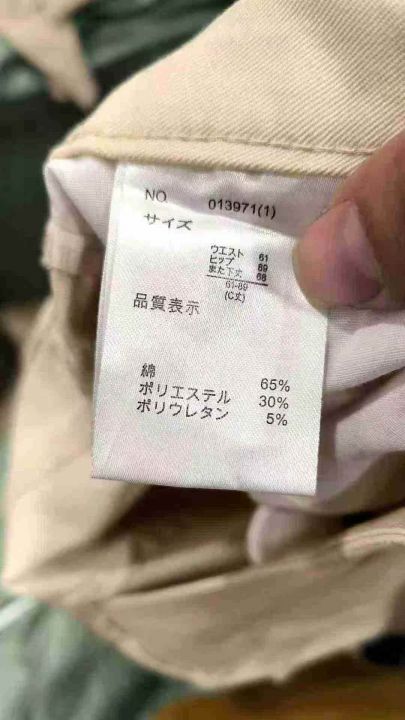 NO 013971(1)
サイズ
ウエスト 61
ヒップ 89
また下丈 68
61-89
(C丈)
品質表示
綿 65%
ポリエステル 30%
ポリウレタン 5%